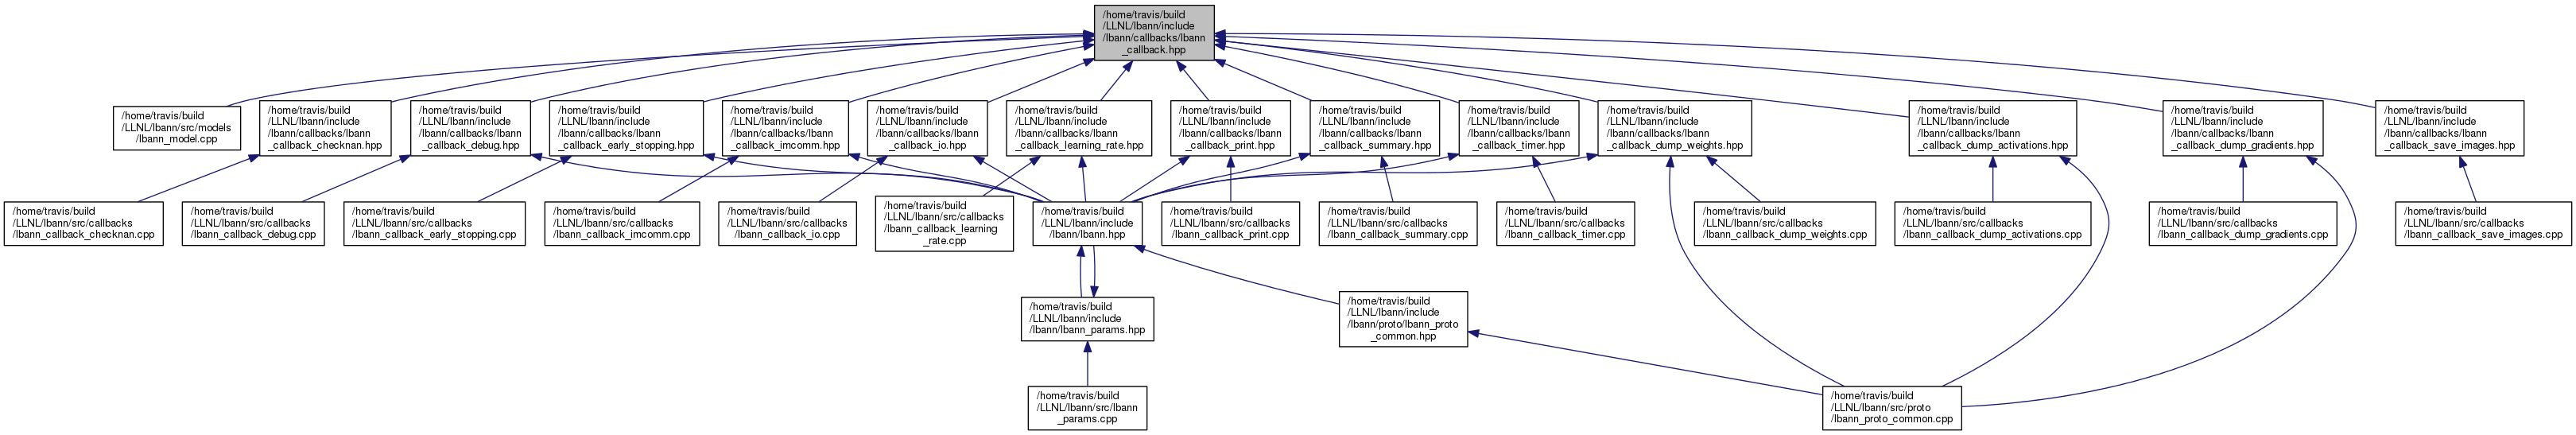 /home/travis/build
/LLNL/lbann/include
/lbann/callbacks/lbann
_callback.hpp
/home/travis/build
/LLNL/lbann/src/models
/lbann_model.cpp
/home/travis/build
/LLNL/lbann/include
/lbann/callbacks/lbann
_callback_checknan.hpp
/home/travis/build
/LLNL/lbann/include
/lbann/callbacks/lbann
_callback_debug.hpp
/home/travis/build
/LLNL/lbann/include
/lbann/callbacks/lbann
_callback_early_stopping.hpp
/home/travis/build
/LLNL/lbann/include
/lbann/callbacks/lbann
_callback_imcomm.hpp
/home/travis/build
/LLNL/lbann/include
/lbann/callbacks/lbann
_callback_io.hpp
/home/travis/build
/LLNL/lbann/include
/lbann/callbacks/lbann
_callback_learning_rate.hpp
/home/travis/build
/LLNL/lbann/include
/lbann/callbacks/lbann
_callback_print.hpp
/home/travis/build
/LLNL/lbann/include
/lbann/callbacks/lbann
_callback_summary.hpp
/home/travis/build
/LLNL/lbann/include
/lbann/callbacks/lbann
_callback_timer.hpp
/home/travis/build
/LLNL/lbann/include
/lbann/callbacks/lbann
_callback_dump_weights.hpp
/home/travis/build
/LLNL/lbann/include
/lbann/callbacks/lbann
_callback_dump_activations.hpp
/home/travis/build
/LLNL/lbann/include
/lbann/callbacks/lbann
_callback_dump_gradients.hpp
/home/travis/build
/LLNL/lbann/include
/lbann/callbacks/lbann
_callback_save_images.hpp
/home/travis/build
/LLNL/lbann/src/callbacks
/lbann_callback_checknan.cpp
/home/travis/build
/LLNL/lbann/src/callbacks
/lbann_callback_debug.cpp
/home/travis/build
/LLNL/lbann/src/callbacks
/lbann_callback_early_stopping.cpp
/home/travis/build
/LLNL/lbann/src/callbacks
/lbann_callback_imcomm.cpp
/home/travis/build
/LLNL/lbann/src/callbacks
/lbann_callback_io.cpp
/home/travis/build
/LLNL/lbann/src/callbacks
/lbann_callback_learning
_rate.cpp
/home/travis/build
/LLNL/lbann/include
/lbann/lbann.hpp
/home/travis/build
/LLNL/lbann/src/callbacks
/lbann_callback_print.cpp
/home/travis/build
/LLNL/lbann/src/callbacks
/lbann_callback_summary.cpp
/home/travis/build
/LLNL/lbann/src/callbacks
/lbann_callback_timer.cpp
/home/travis/build
/LLNL/lbann/src/callbacks
/lbann_callback_dump_weights.cpp
/home/travis/build
/LLNL/lbann/src/callbacks
/lbann_callback_dump_activations.cpp
/home/travis/build
/LLNL/lbann/src/callbacks
/lbann_callback_dump_gradients.cpp
/home/travis/build
/LLNL/lbann/src/callbacks
/lbann_callback_save_images.cpp
/home/travis/build
/LLNL/lbann/include
/lbann/lbann_params.hpp
/home/travis/build
/LLNL/lbann/include
/lbann/proto/lbann_proto
_common.hpp
/home/travis/build
/LLNL/lbann/src/lbann
_params.cpp
/home/travis/build
/LLNL/lbann/src/proto
/lbann_proto_common.cpp